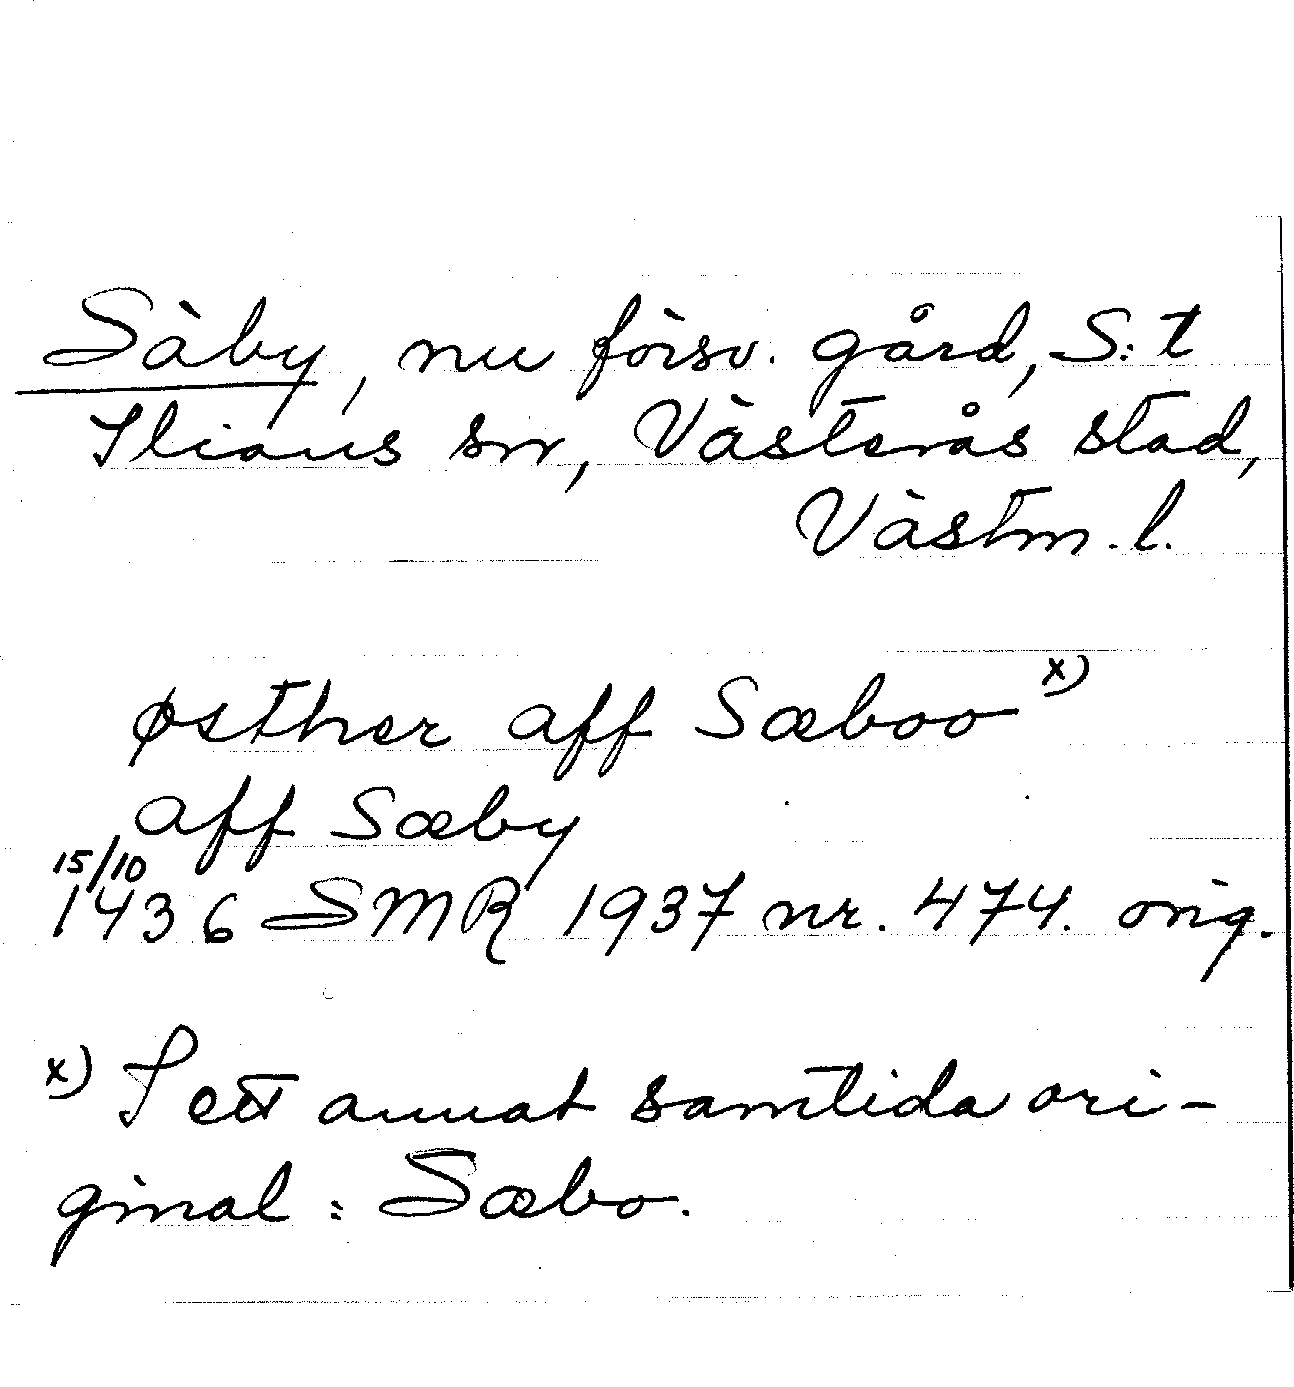 Säby, nu försv. gård, S:t
Ilians sn, Västerås stad,
Västm.l.
østher aff Sæboo x)
aff Sæby
15/10
1436 SMR 1937 nr. 474. orig.
x) I ett annat samtida ori-
ginal: Sæbo.